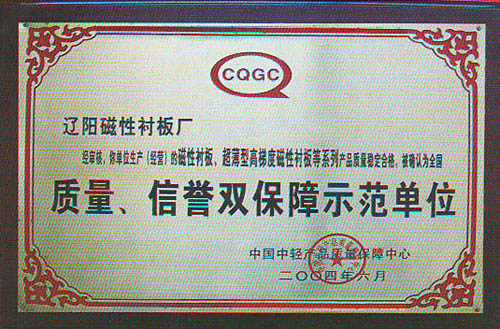 CQGC
辽阳磁性衬板厂
经审核，你单位生产（经营）的磁性衬板、超薄型高梯度磁性衬板等系列产品质量稳定合格，被确认为全国
质量、信誉双保障示范单位
中国中轻产品质量保障中心
二〇〇四年六月